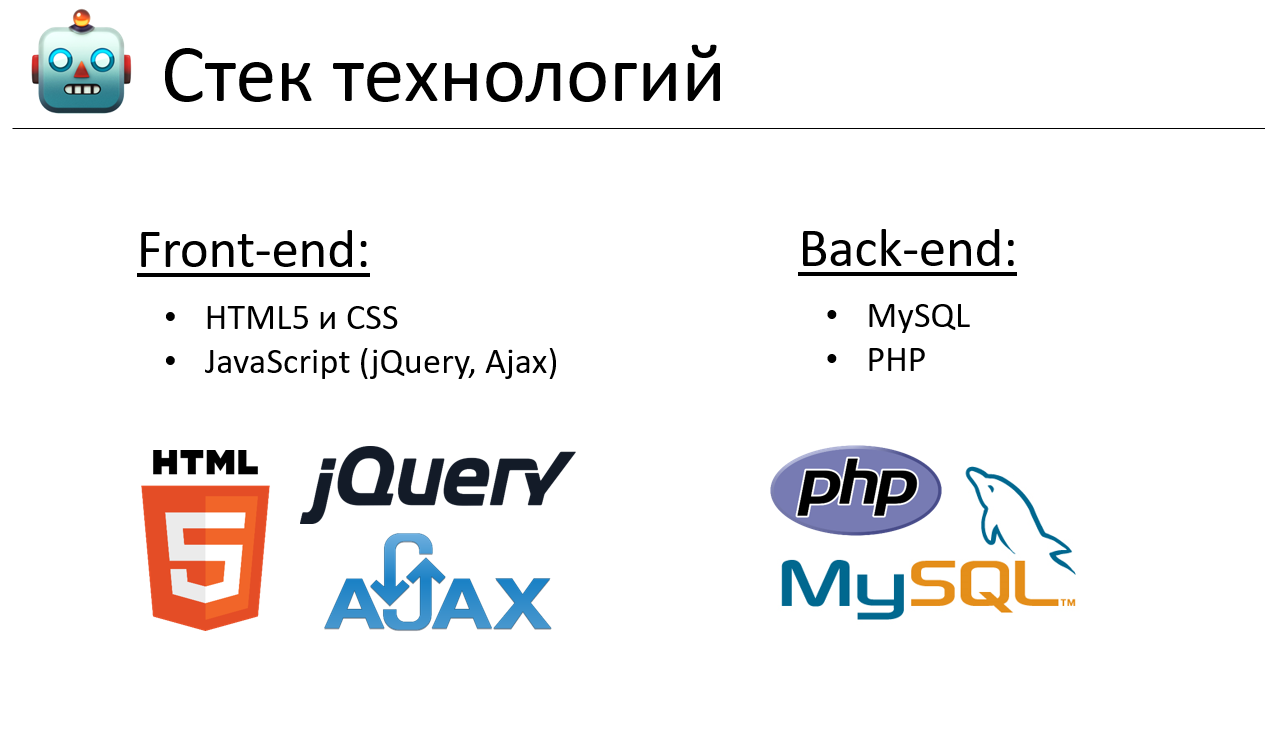 Стек технологий
Front-end:
• HTML5 и CSS
• JavaScript (jQuery, Ajax)
Back-end:
• MySQL
• PHP
HTML
5
jQuery
AJAX
php
MySQL™